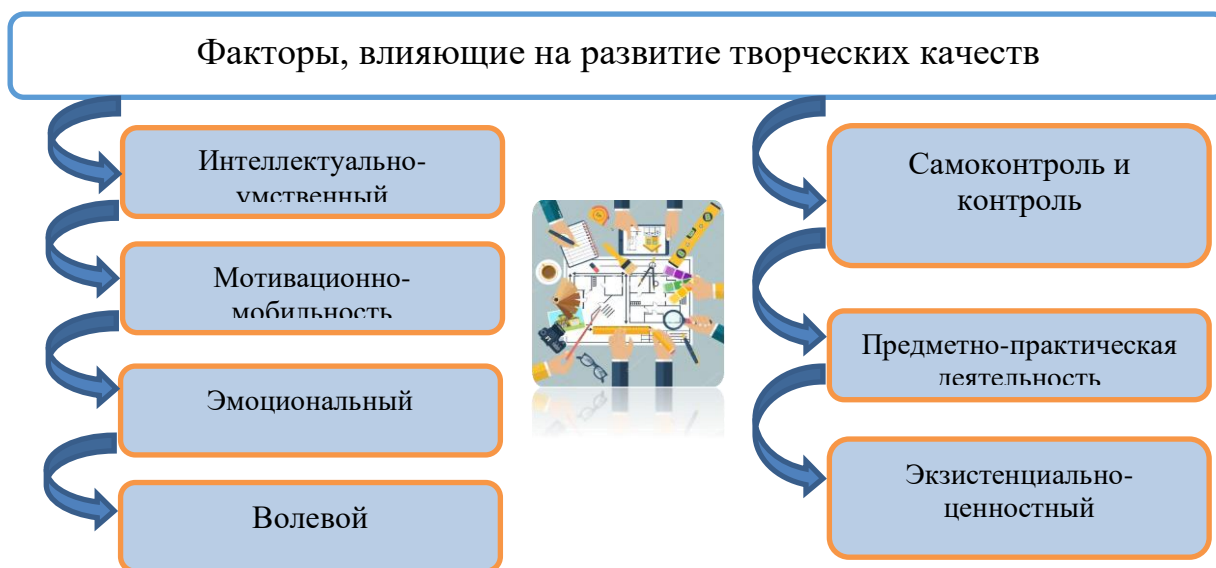 Факторы, влияющие на развитие творческих качеств
Интеллектуально-
умственный
Мотивационно-
мобильность
Эмоциональный
Волевой
Самоконтроль и
контроль
Предметно-практическая
деятельность
Экзистенциально-
ценностный